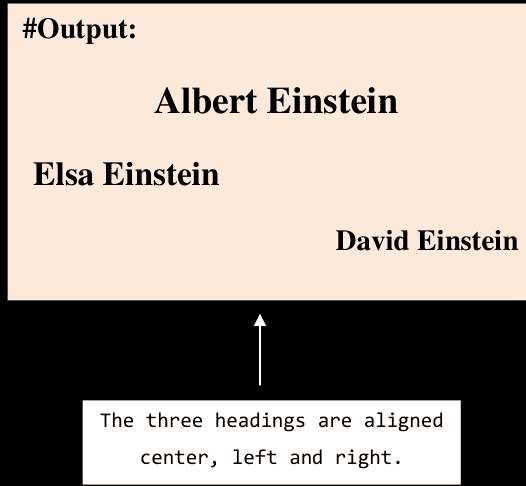 #Output:
Albert Einstein
Elsa Einstein
David Einstein
The three headings are aligned
center, left and right.